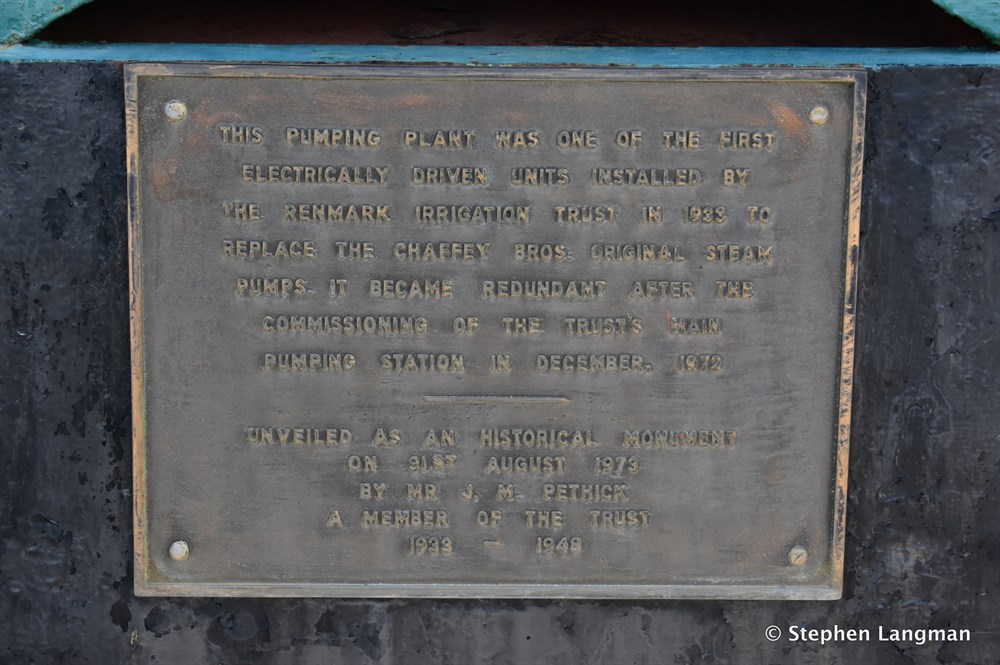 THIS PUMPING PLANT WAS ONE OF THE FIRST
ELECTRICALLY DRIVEN UNITS INSTALLED BY
THE RENMARK IRRIGATION TRUST IN 1933 TO
REPLACE THE CHAFFEY BROS. ORIGINAL STEAM
PUMPS. IT BECAME REDUNDANT AFTER THE
COMMISSIONING OF THE TRUST'S MAIN
PUMPING STATION IN DECEMBER, 1972
UNVEILED AS AN HISTORICAL MONUMENT
ON 31ST AUGUST 1973
BY MR J. M. PETHICK
A MEMBER OF THE TRUST
1933 - 1948
© Stephen Langman